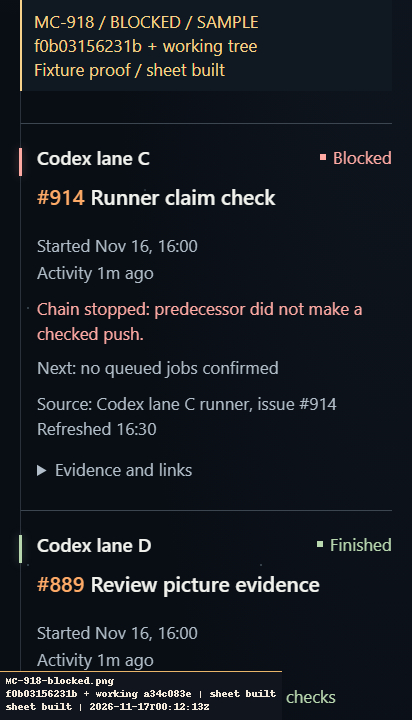 MC-918 / BLOCKED / SAMPLE
f0b03156231b + working tree
Fixture proof / sheet built
Codex lane C
Blocked
#914 Runner claim check
Started Nov 16, 16:00
Activity 1m ago
Chain stopped: predecessor did not make a
checked push.
Next: no queued jobs confirmed
Source: Codex lane C runner, issue #914
Refreshed 16:30
Evidence and links
Codex lane D
Finished
#889 Review picture evidence
Started Nov 16, 16:00
Activity 1m ago
checks
MC-918-blocked.png
f0b03156231b + working a34c083e | sheet built
sheet built | 2026-11-17T00:12:13Z